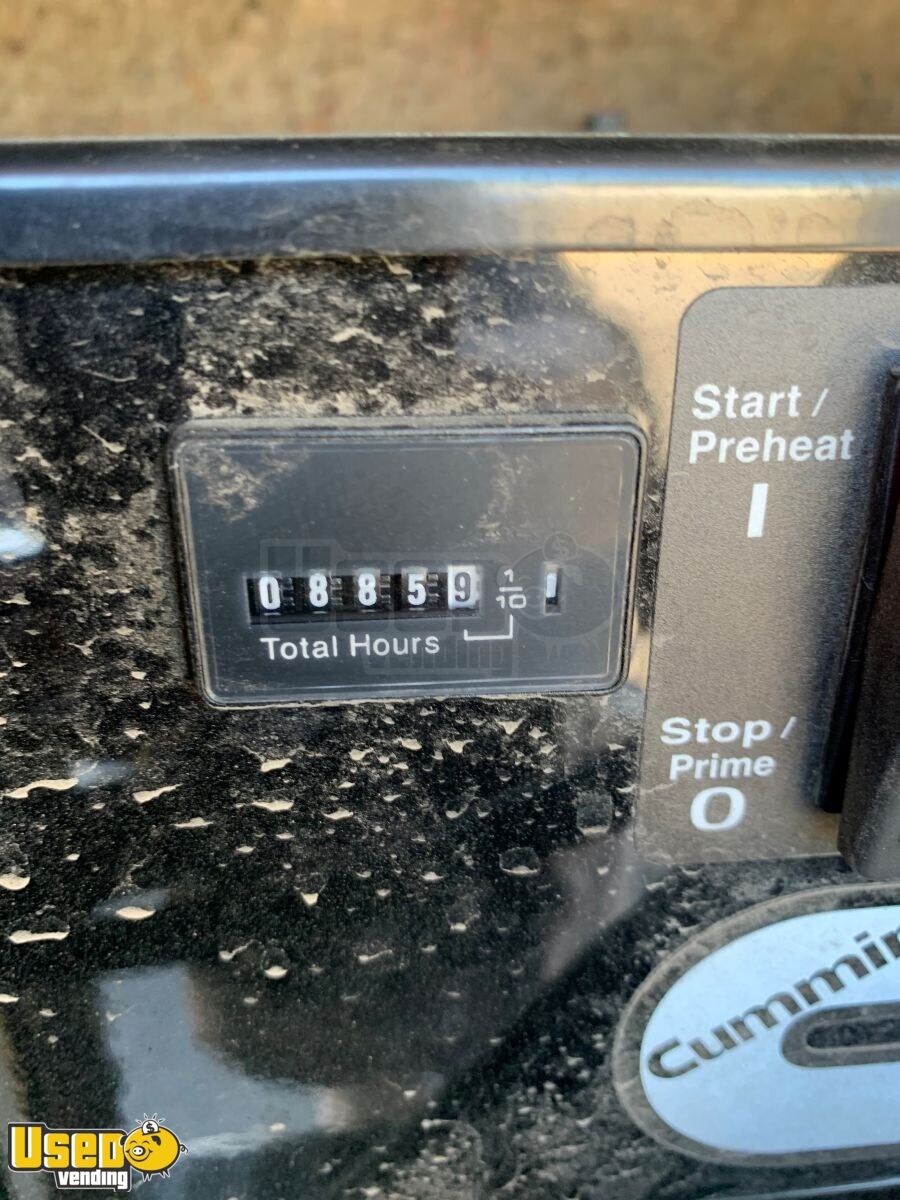 Start /
Preheat
I
08859 1/10
Total Hours
Stop /
Prime
O
Cummin
Used
vending